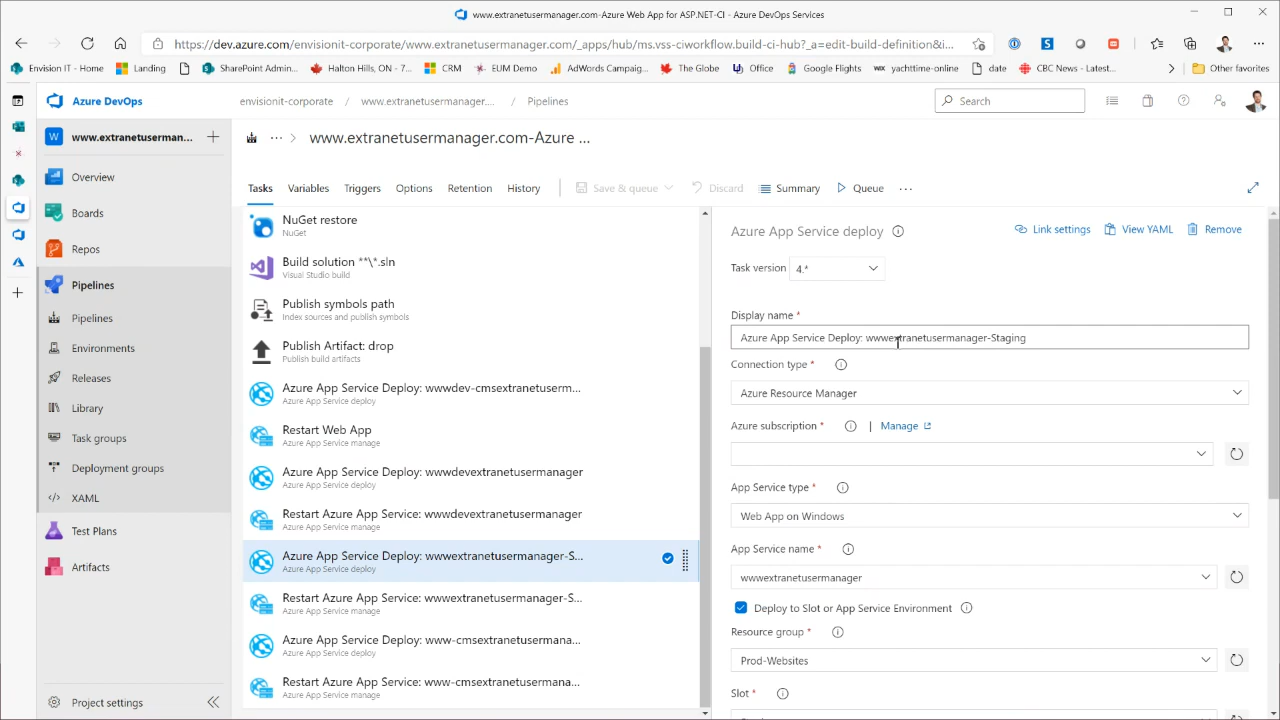 www.extranetusermanager.com-Azure Web App for ASP.NET-CI - Azure DevOps Services
https://dev.azure.com/envisionit-corporate/www.extranetusermanager.com/_apps/hub/ms.vss-ciworkflow.build-ci-hub?_a=edit-build-definition&i...
Envision IT - Home
Landing
SharePoint Admin...
Halton Hills, ON - 7...
CRM
EUM Demo
AdWords Campaig...
The Globe
Office
Google Flights
wix yachttime-online
date
CBC News - Latest...
Other favorites
Azure DevOps
envisionit-corporate / www.extranetusermanager.... / Pipelines
Search
W www.extranetuserman...
··· > www.extranetusermanager.com-Azure ...
Overview
Boards
Repos
Pipelines
Pipelines
Environments
Releases
Library
Task groups
Deployment groups
XAML
Test Plans
Artifacts
Project settings
Tasks Variables Triggers Options Retention History Save & queue Discard Summary Queue ...
NuGet restore
NuGet
Build solution **\*.sln
Visual Studio build
Publish symbols path
Index sources and publish symbols
Publish Artifact: drop
Publish build artifacts
Azure App Service Deploy: wwwdev-cmsextranetuserm...
Azure App Service deploy
Restart Web App
Azure App Service manage
Azure App Service Deploy: wwwdevextranetusermanager
Azure App Service deploy
Restart Azure App Service: wwwdevextranetusermanager
Azure App Service manage
Azure App Service Deploy: wwwextranetusermanager-S...
Azure App Service deploy
Restart Azure App Service: wwwextranetusermanager-S...
Azure App Service manage
Azure App Service Deploy: www-cmsextranetusermana...
Azure App Service deploy
Restart Azure App Service: www-cmsextranetusermana...
Azure App Service manage
Azure App Service deploy
Link settings View YAML Remove
Task version 4.*
Display name *
Azure App Service Deploy: wwwextranetusermanager-Staging
Connection type *
Azure Resource Manager
Azure subscription * | Manage
App Service type *
Web App on Windows
App Service name *
wwwextranetusermanager
Deploy to Slot or App Service Environment
Resource group *
Prod-Websites
Slot *